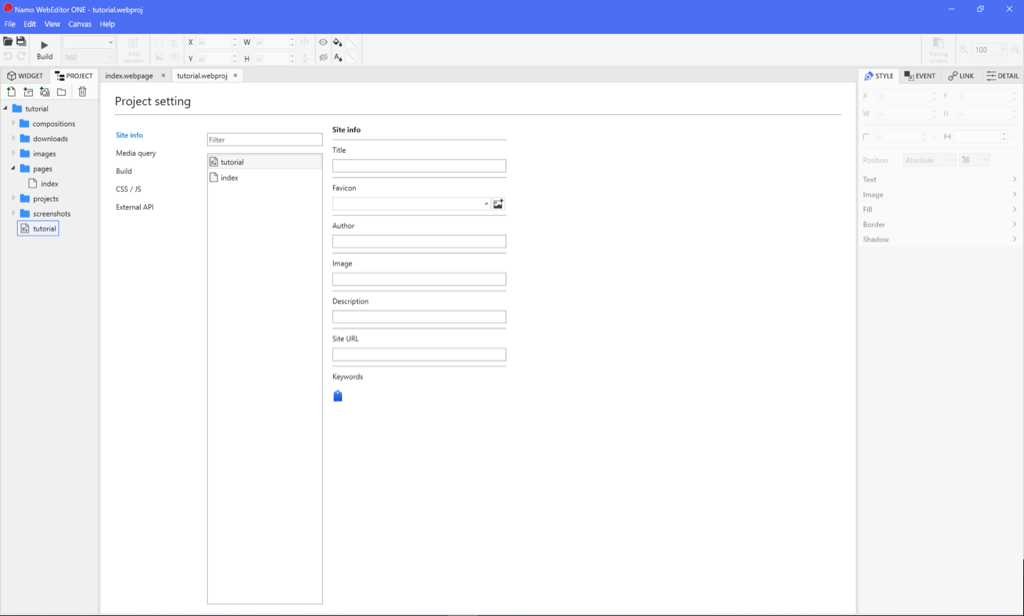 Namo WebEditor ONE - tutorial.webproj
File Edit View Canvas Help
Build
960
Add section
X W
Y H
Tracing screen
100
WIDGET PROJECT
index.webpage × tutorial.webproj ×
STYLE EVENT LINK DETAIL
tutorial
compositions
downloads
images
pages
index
projects
screenshots
tutorial
Project setting
Site info
Media query
Build
CSS / JS
External API
Filter
tutorial
index
Site info
Title
Favicon
Author
Image
Description
Site URL
Keywords
X Y
W H
Position Absolute
Text
Image
Fill
Border
Shadow